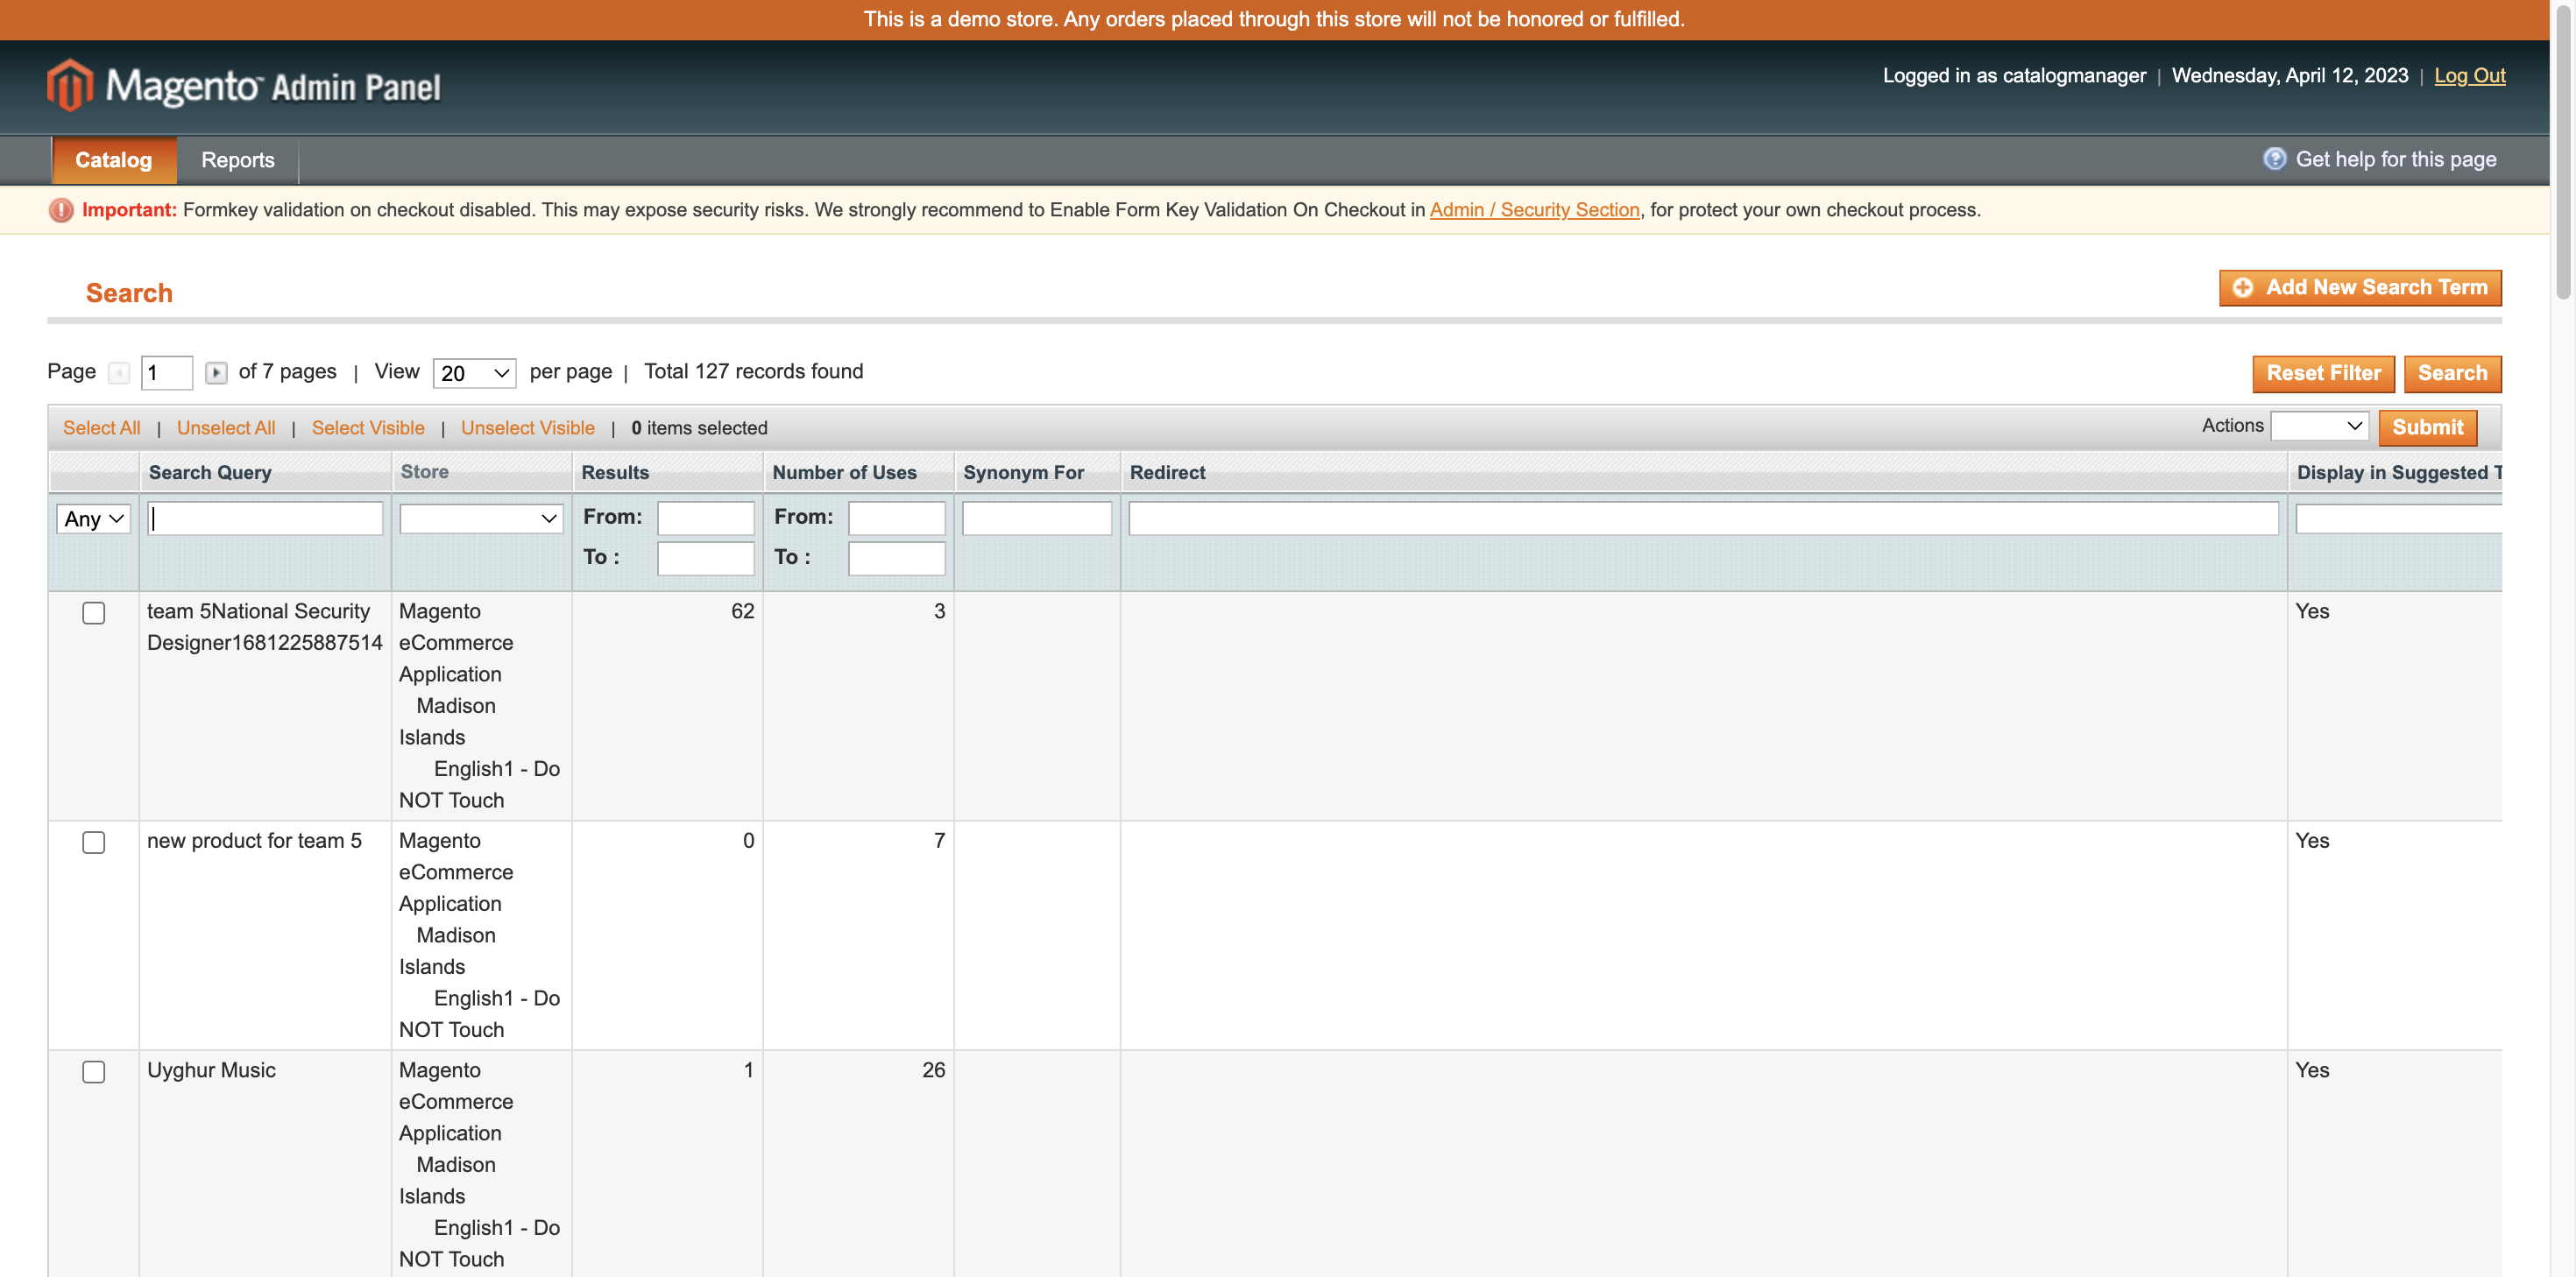 This is a demo store. Any orders placed through this store will not be honored or fulfilled.
Magento™ Admin Panel
Logged in as catalogmanager | Wednesday, April 12, 2023 | Log Out
Catalog Reports
Get help for this page
Important: Formkey validation on checkout disabled. This may expose security risks. We strongly recommend to Enable Form Key Validation On Checkout in Admin / Security Section, for protect your own checkout process.
Search
Add New Search Term
Page 1 of 7 pages | View 20 per page | Total 127 records found
Reset Filter Search
Select All | Unselect All | Select Visible | Unselect Visible | 0 items selected
Actions Submit
Search Query Store Results Number of Uses Synonym For Redirect Display in Suggested T
Any From: From:
To : To :
team 5National Security Magento 62 3 Yes
Designer1681225887514 eCommerce
Application
Madison
Islands
English1 - Do
NOT Touch
new product for team 5 Magento 0 7 Yes
eCommerce
Application
Madison
Islands
English1 - Do
NOT Touch
Uyghur Music Magento 1 26 Yes
eCommerce
Application
Madison
Islands
English1 - Do
NOT Touch